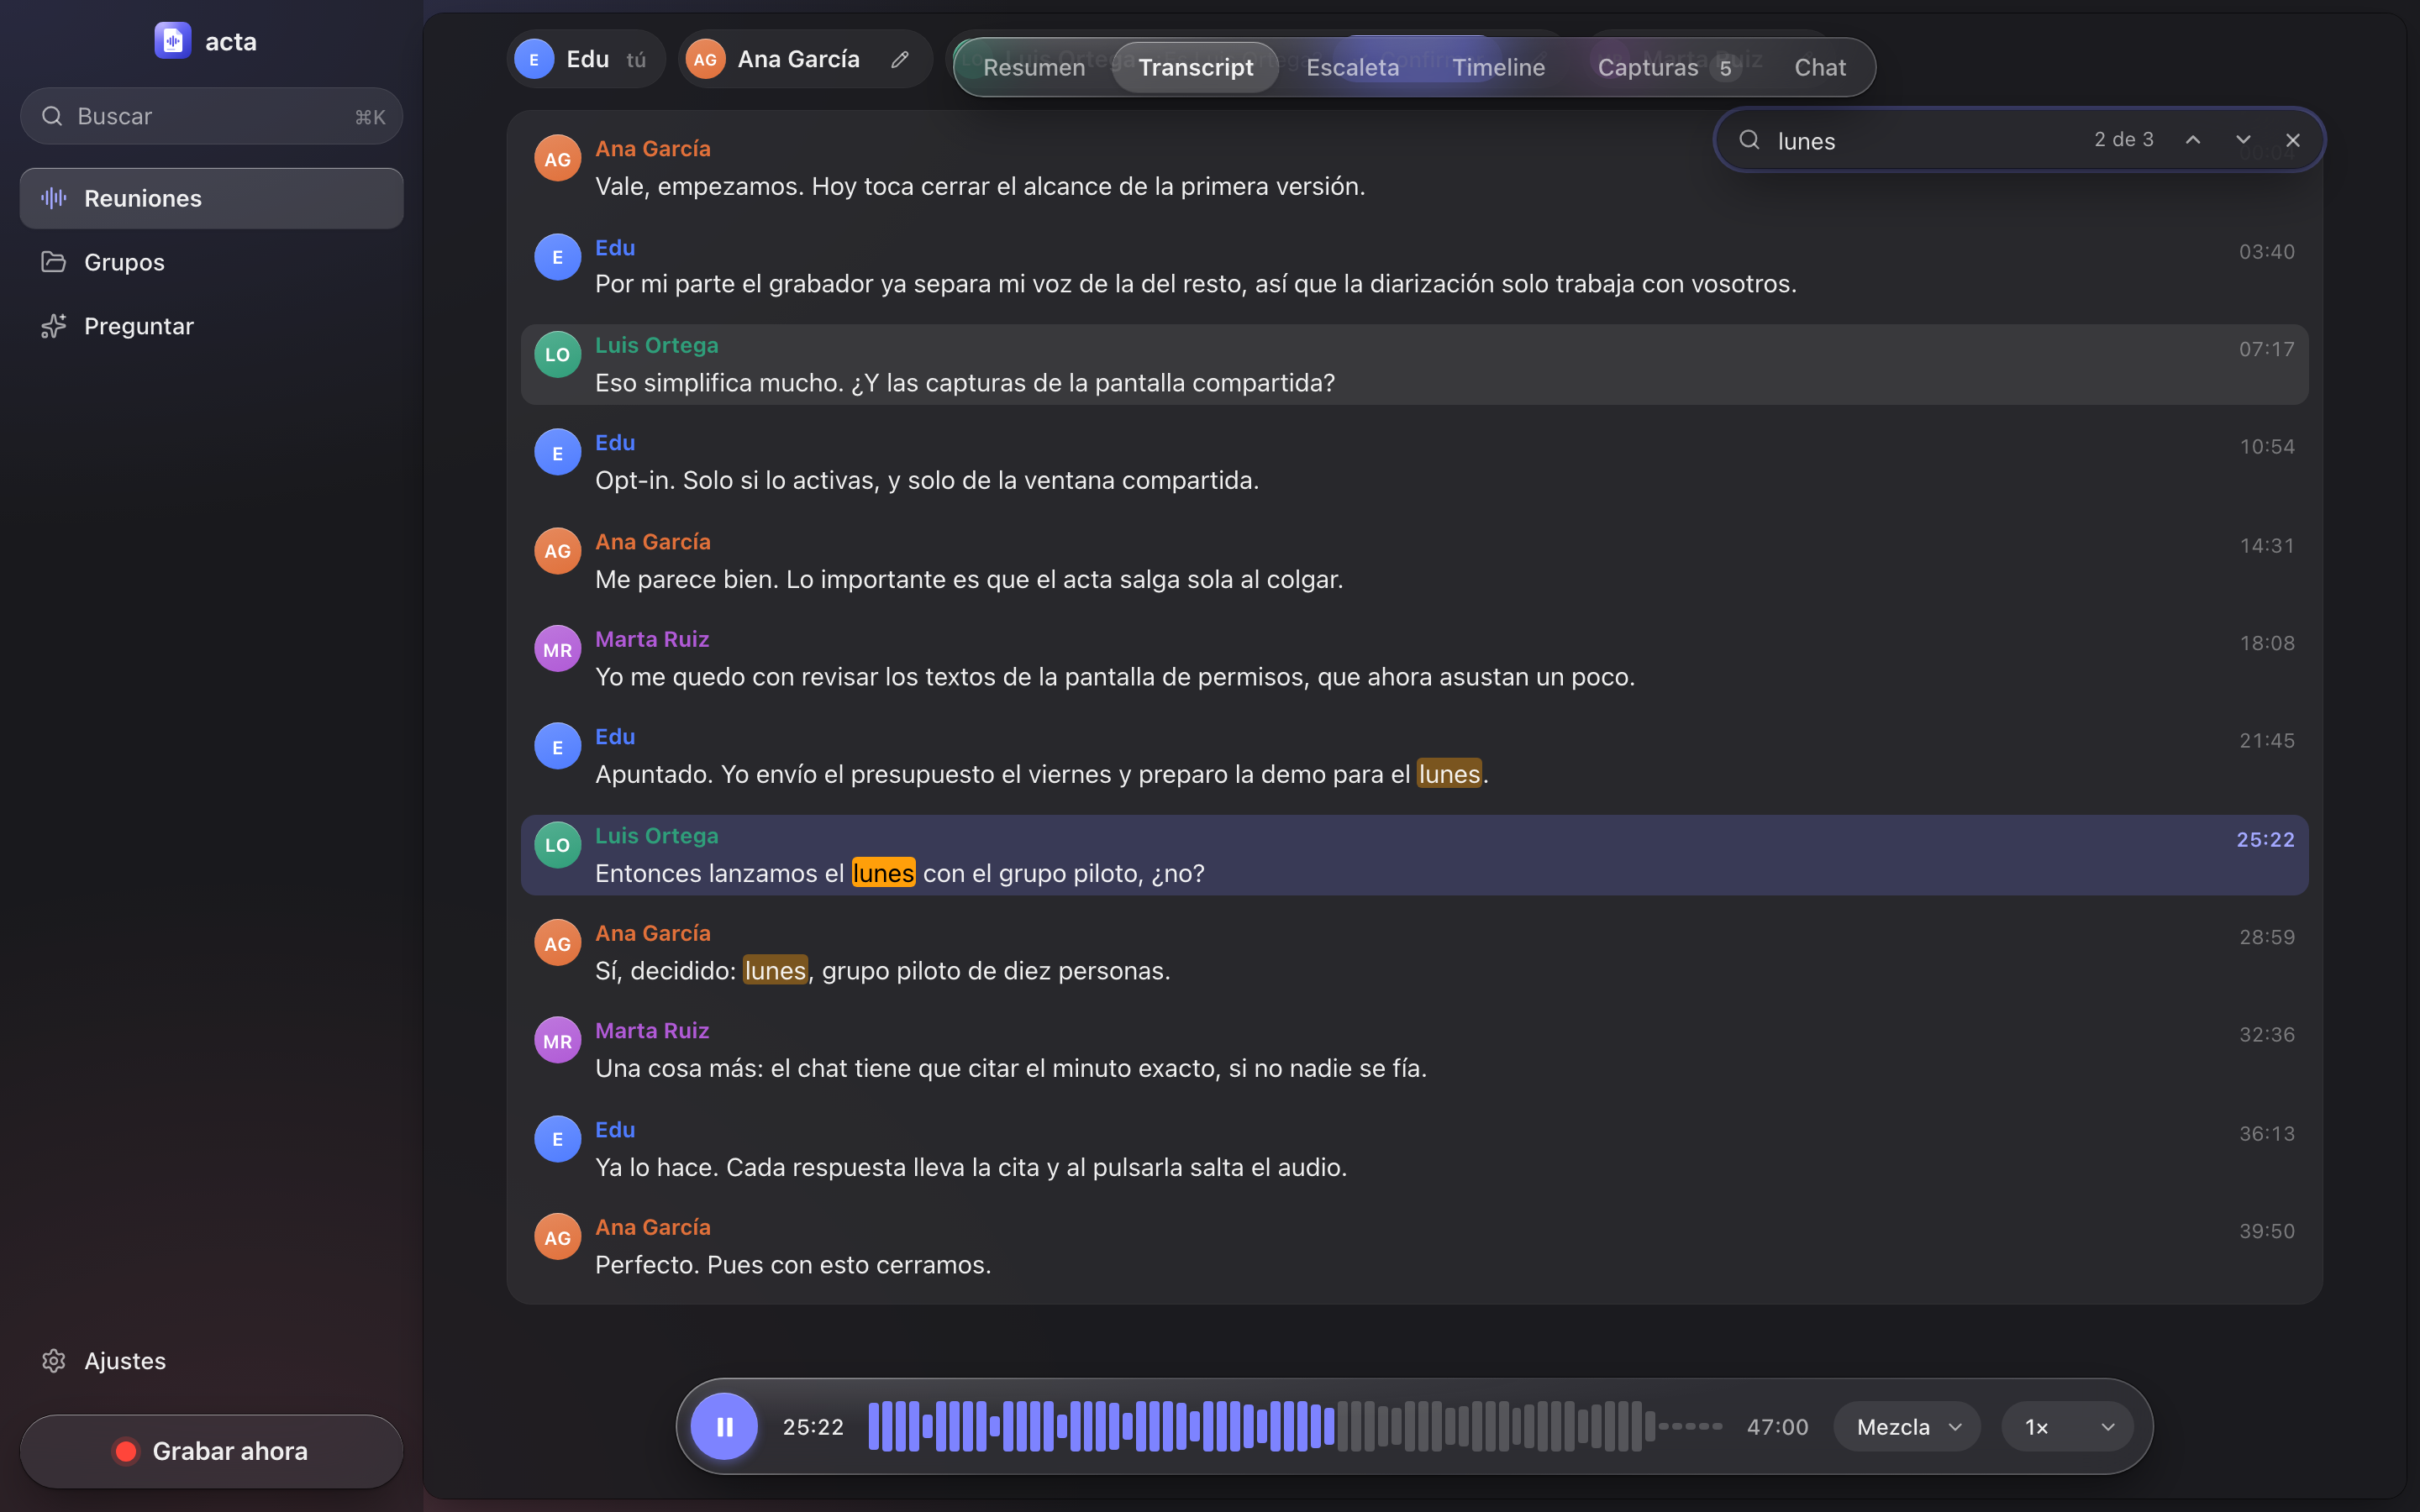 acta
Buscar ⌘K
Reuniones
Grupos
Preguntar
Ajustes
Grabar ahora
E Edu tú
AG Ana García
Resumen Transcript Escaleta Timeline Capturas 5 Chat
lunes 2 de 3
AG Ana García
Vale, empezamos. Hoy toca cerrar el alcance de la primera versión.
E Edu 03:40
Por mi parte el grabador ya separa mi voz de la del resto, así que la diarización solo trabaja con vosotros.
LO Luis Ortega 07:17
Eso simplifica mucho. ¿Y las capturas de la pantalla compartida?
E Edu 10:54
Opt-in. Solo si lo activas, y solo de la ventana compartida.
AG Ana García 14:31
Me parece bien. Lo importante es que el acta salga sola al colgar.
MR Marta Ruiz 18:08
Yo me quedo con revisar los textos de la pantalla de permisos, que ahora asustan un poco.
E Edu 21:45
Apuntado. Yo envío el presupuesto el viernes y preparo la demo para el lunes.
LO Luis Ortega 25:22
Entonces lanzamos el lunes con el grupo piloto, ¿no?
AG Ana García 28:59
Sí, decidido: lunes, grupo piloto de diez personas.
MR Marta Ruiz 32:36
Una cosa más: el chat tiene que citar el minuto exacto, si no nadie se fía.
E Edu 36:13
Ya lo hace. Cada respuesta lleva la cita y al pulsarla salta el audio.
AG Ana García 39:50
Perfecto. Pues con esto cerramos.
25:22 47:00 Mezcla 1×